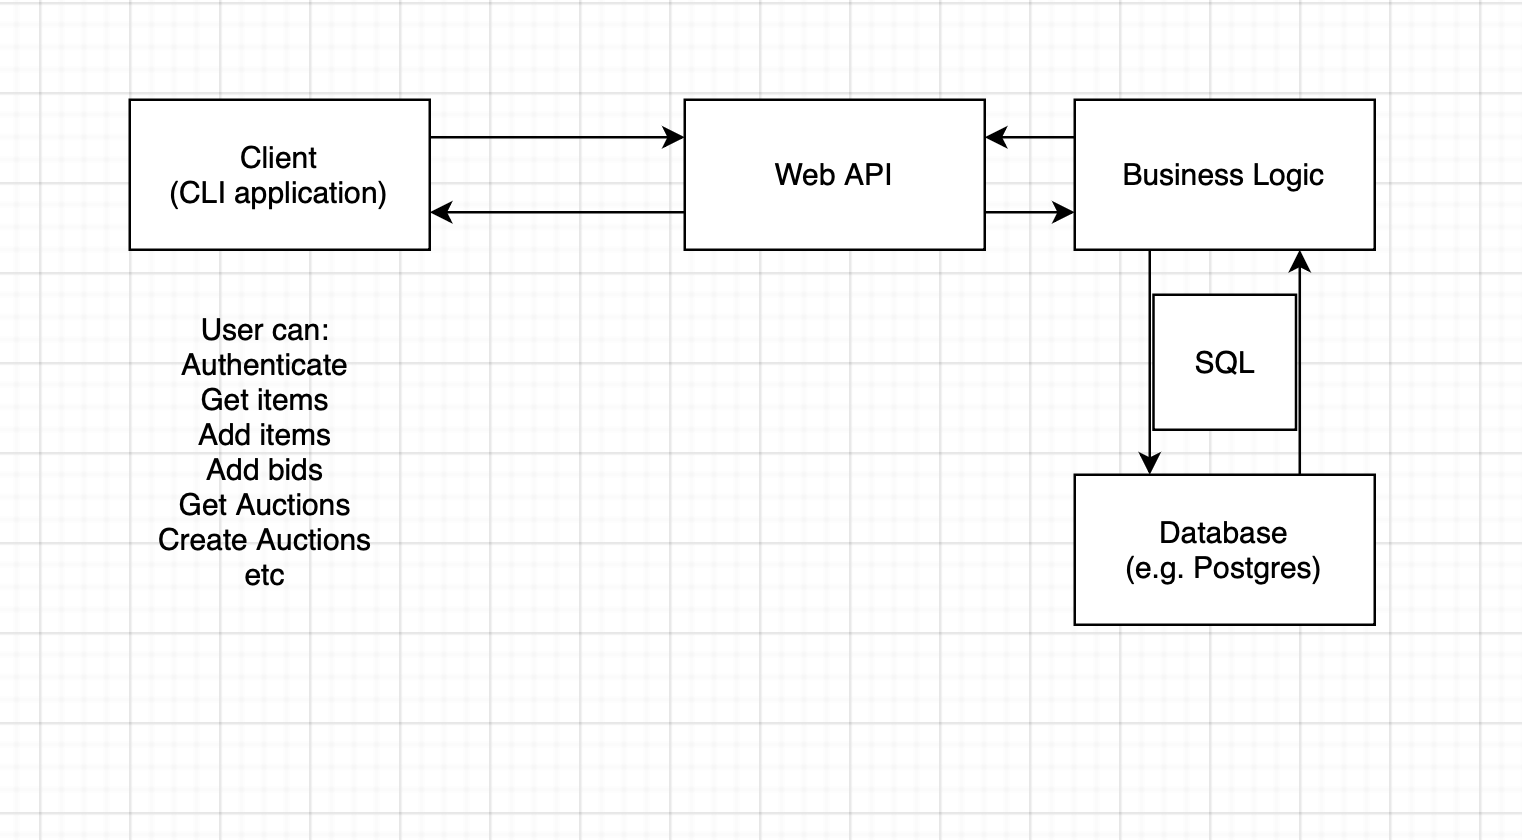 Client
(CLI application)
Web API
Business Logic
SQL
Database
(e.g. Postgres)
User can:
Authenticate
Get items
Add items
Add bids
Get Auctions
Create Auctions
etc